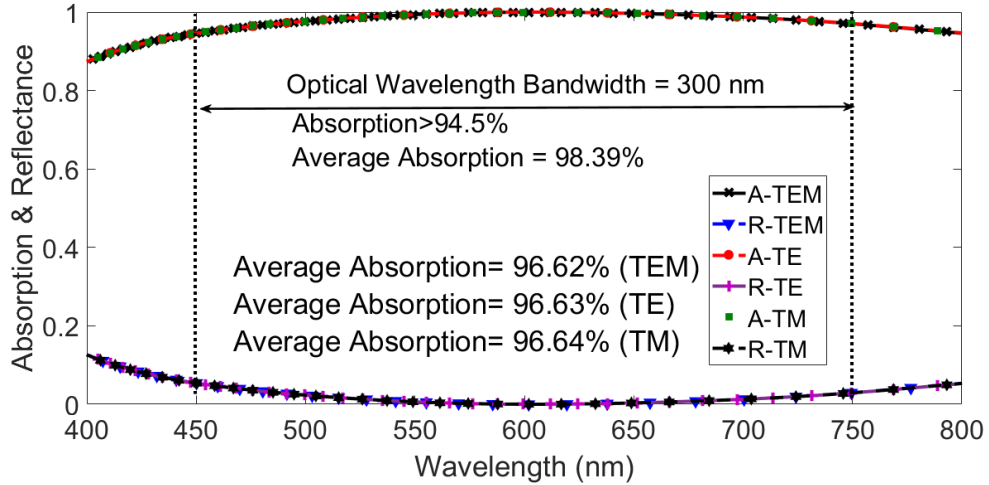 Absorption & Reflectance
1
0.8
0.6
0.4
0.2
0
Optical Wavelength Bandwidth = 300 nm
Absorption>94.5%
Average Absorption = 98.39%
Average Absorption= 96.62% (TEM)
Average Absorption= 96.63% (TE)
Average Absorption= 96.64% (TM)
A-TEM
R-TEM
A-TE
R-TE
A-TM
R-TM
400 450 500 550 600 650 700 750 800
Wavelength (nm)